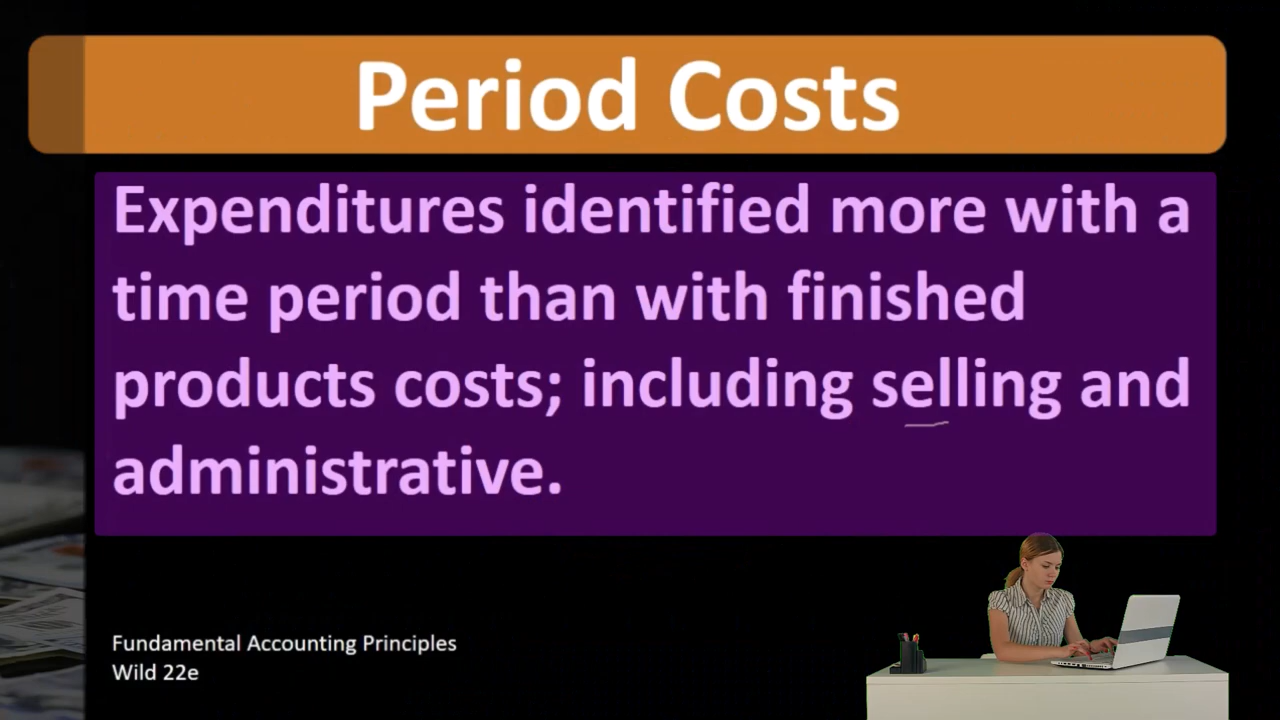 Period Costs
Expenditures identified more with a
time period than with finished
products costs; including selling and
administrative.
Fundamental Accounting Principles
Wild 22e